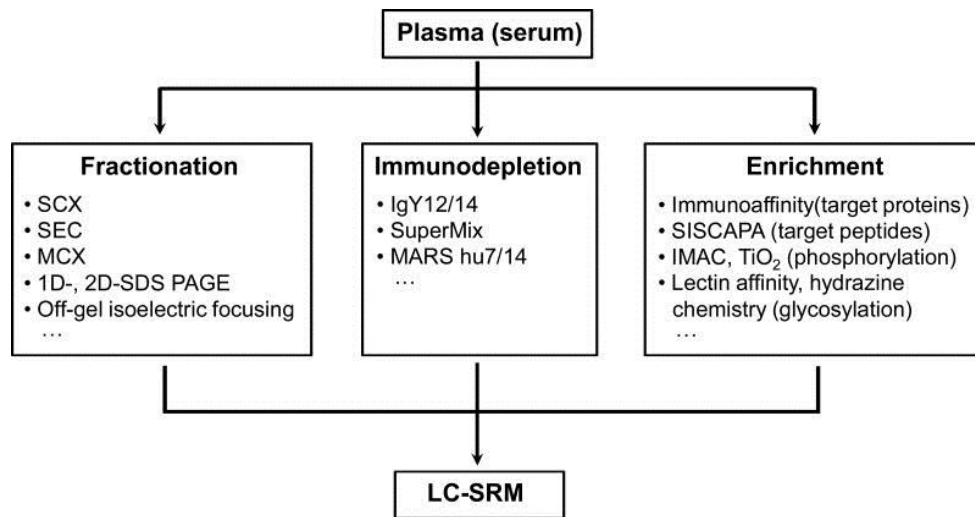 Plasma (serum)
Fractionation
• SCX
• SEC
• MCX
• 1D-, 2D-SDS PAGE
• Off-gel isoelectric focusing
…
Immunodepletion
• IgY12/14
• SuperMix
• MARS hu7/14
…
Enrichment
• Immunoaffinity(target proteins)
• SISCAPA (target peptides)
• IMAC, TiO₂ (phosphorylation)
• Lectin affinity, hydrazine
chemistry (glycosylation)
…
LC-SRM